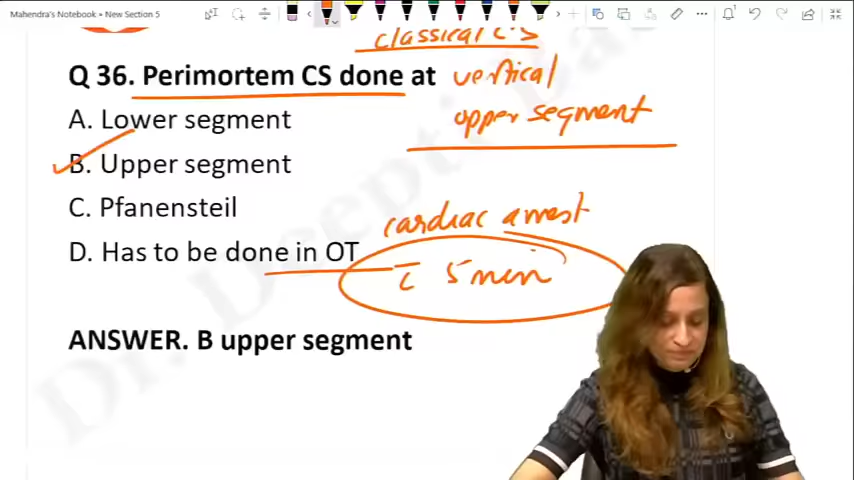 Mahendra's Notebook • New Section 5
classical CS
Q 36. Perimortem CS done at vertical
A. Lower segment upper segment
B. Upper segment
C. Pfanensteil cardiac arrest
D. Has to be done in OT 5 min
ANSWER. B upper segment